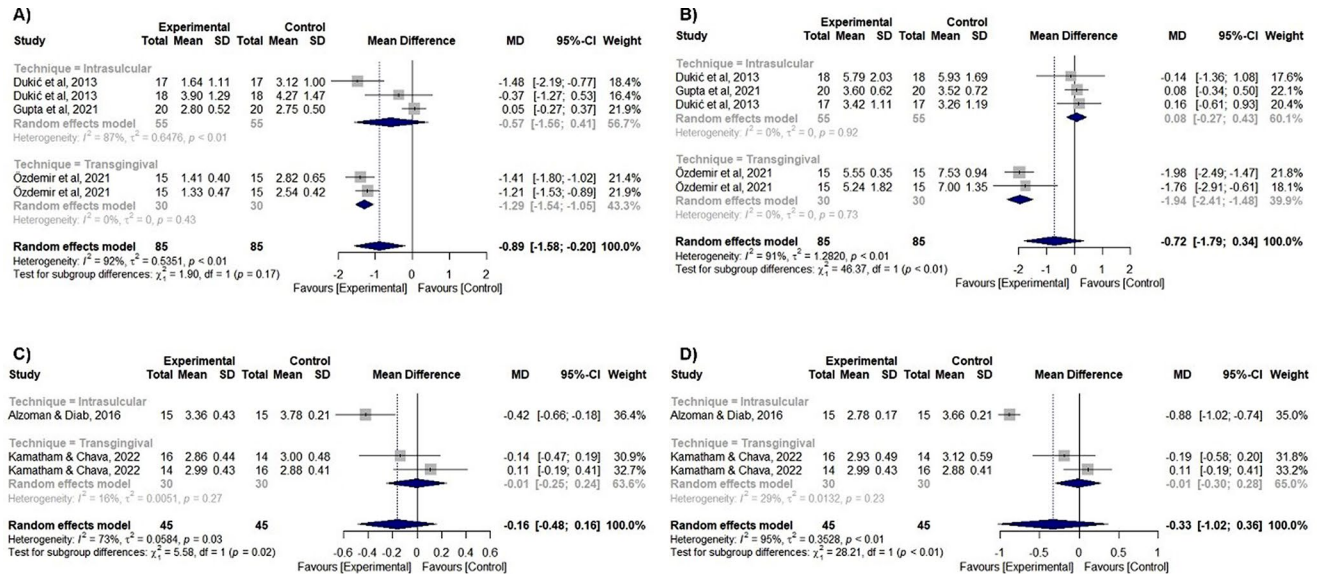 A)
Experimental Control
Study Total Mean SD Total Mean SD Mean Difference MD 95%-CI Weight
Technique = Intrasulcular
Dukić et al, 2013 17 1.64 1.11 17 3.12 1.00 -1.48 [-2.19; -0.77] 18.4%
Dukić et al, 2013 18 3.90 1.29 18 4.27 1.47 -0.37 [-1.27; 0.53] 16.4%
Gupta et al, 2021 20 2.80 0.52 20 2.75 0.50 0.05 [-0.27; 0.37] 21.9%
Random effects model 55 55 -0.57 [-1.56; 0.41] 56.7%
Heterogeneity: I² = 87%, τ² = 0.6476, p < 0.01
Technique = Transgingival
Özdemir et al, 2021 15 1.41 0.40 15 2.82 0.65 -1.41 [-1.80; -1.02] 21.4%
Özdemir et al, 2021 15 1.33 0.47 15 2.54 0.42 -1.21 [-1.53; -0.89] 21.9%
Random effects model 30 30 -1.29 [-1.54; -1.05] 43.3%
Heterogeneity: I² = 0%, τ² = 0, p = 0.43
Random effects model 85 85 -0.89 [-1.58; -0.20] 100.0%
Heterogeneity: I² = 92%, τ² = 0.5351, p < 0.01
Test for subgroup differences: χ²₁ = 1.90, df = 1 (p = 0.17)
-2 -1 0 1 2
Favours [Experimental] Favours [Control]
B)
Experimental Control
Study Total Mean SD Total Mean SD Mean Difference MD 95%-CI Weight
Technique = Intrasulcular
Dukić et al, 2013 18 5.79 2.03 18 5.93 1.69 -0.14 [-1.36; 1.08] 17.6%
Gupta et al, 2021 20 3.60 0.62 20 3.52 0.72 0.08 [-0.34; 0.50] 22.1%
Dukić et al, 2013 17 3.42 1.11 17 3.26 1.19 0.16 [-0.61; 0.93] 20.4%
Random effects model 55 55 0.08 [-0.27; 0.43] 60.1%
Heterogeneity: I² = 0%, τ² = 0, p = 0.92
Technique = Transgingival
Özdemir et al, 2021 15 5.55 0.35 15 7.53 0.94 -1.98 [-2.49; -1.47] 21.8%
Özdemir et al, 2021 15 5.24 1.82 15 7.00 1.35 -1.76 [-2.91; -0.61] 18.1%
Random effects model 30 30 -1.94 [-2.41; -1.48] 39.9%
Heterogeneity: I² = 0%, τ² = 0, p = 0.73
Random effects model 85 85 -0.72 [-1.79; 0.34] 100.0%
Heterogeneity: I² = 91%, τ² = 1.2820, p < 0.01
Test for subgroup differences: χ²₁ = 46.37, df = 1 (p < 0.01)
-2 -1 0 1 2
Favours [Experimental] Favours [Control]
C)
Experimental Control
Study Total Mean SD Total Mean SD Mean Difference MD 95%-CI Weight
Technique = Intrasulcular
Alzoman & Diab, 2016 15 3.36 0.43 15 3.78 0.21 -0.42 [-0.66; -0.18] 36.4%
Technique = Transgingival
Kamatham & Chava, 2022 16 2.86 0.44 14 3.00 0.48 -0.14 [-0.47; 0.19] 30.9%
Kamatham & Chava, 2022 14 2.99 0.43 16 2.88 0.41 0.11 [-0.19; 0.41] 32.7%
Random effects model 30 30 -0.01 [-0.25; 0.24] 63.6%
Heterogeneity: I² = 16%, τ² = 0.0051, p = 0.27
Random effects model 45 45 -0.16 [-0.48; 0.16] 100.0%
Heterogeneity: I² = 73%, τ² = 0.0584, p = 0.03
Test for subgroup differences: χ²₁ = 5.58, df = 1 (p = 0.02)
-0.6 -0.4 -0.2 0 0.2 0.4 0.6
Favours [Experimental] Favours [Control]
D)
Experimental Control
Study Total Mean SD Total Mean SD Mean Difference MD 95%-CI Weight
Technique = Intrasulcular
Alzoman & Diab, 2016 15 2.78 0.17 15 3.66 0.21 -0.88 [-1.02; -0.74] 35.0%
Technique = Transgingival
Kamatham & Chava, 2022 16 2.93 0.49 14 3.12 0.59 -0.19 [-0.58; 0.20] 31.8%
Kamatham & Chava, 2022 14 2.99 0.43 16 2.88 0.41 0.11 [-0.19; 0.41] 33.2%
Random effects model 30 30 -0.01 [-0.30; 0.28] 65.0%
Heterogeneity: I² = 29%, τ² = 0.0132, p = 0.23
Random effects model 45 45 -0.33 [-1.02; 0.36] 100.0%
Heterogeneity: I² = 95%, τ² = 0.3528, p < 0.01
Test for subgroup differences: χ²₁ = 28.21, df = 1 (p < 0.01)
-1 -0.5 0 0.5 1
Favours [Experimental] Favours [Control]